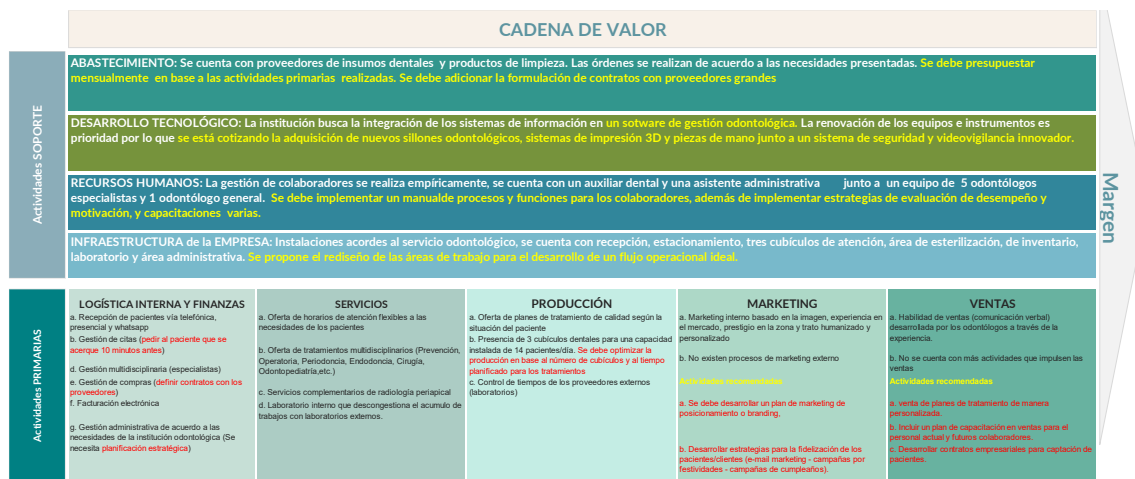 CADENA DE VALOR
Actividades SOPORTE
ABASTECIMIENTO: Se cuenta con proveedores de insumos dentales y productos de limpieza. Las órdenes se realizan de acuerdo a las necesidades presentadas. Se debe presupuestar
mensualmente en base a las actividades primarias realizadas. Se debe adicionar la formulación de contratos con proveedores grandes
DESARROLLO TECNOLÓGICO: La institución busca la integración de los sistemas de información en un sotware de gestión odontológica. La renovación de los equipos e instrumentos es
prioridad por lo que se está cotizando la adquisición de nuevos sillones odontológicos, sistemas de impresión 3D y piezas de mano junto a un sistema de seguridad y videovigilancia innovador.
RECURSOS HUMANOS: La gestión de colaboradores se realiza empíricamente, se cuenta con un auxiliar dental y una asistente administrativa junto a un equipo de 5 odontólogos
especialistas y 1 odontólogo general. Se debe implementar un manualde procesos y funciones para los colaboradores, además de implementar estrategias de evaluación de desempeño y
motivación, y capacitaciones varias.
INFRAESTRUCTURA de la EMPRESA: Instalaciones acordes al servicio odontológico, se cuenta con recepción, estacionamiento, tres cubículos de atención, área de esterilización, de inventario,
laboratorio y área administrativa. Se propone el rediseño de las áreas de trabajo para el desarrollo de un flujo operacional ideal.
Margen
Actividades PRIMARIAS
LOGÍSTICA INTERNA Y FINANZAS
a. Recepción de pacientes vía telefónica,
presencial y whatsapp
b. Gestión de citas (pedir al paciente que se
acerque 10 minutos antes)
d. Gestión multidisciplinaria (especialistas)
e. Gestión de compras (definir contratos con los
proveedores)
f. Facturación electrónica
g. Gestión administrativa de acuerdo a las
necesidades de la institución odontológica (Se
necesita planificación estratégica)
SERVICIOS
a. Oferta de horarios de atención flexibles a las
necesidades de los pacientes
b. Oferta de tratamientos multidisciplinarios (Prevención,
Operatoria, Periodoncia, Endodoncia, Cirugía,
Odontopediatria,etc.)
c. Servicios complementarios de radiología periapical
d. Laboratorio interno que descongestiona el acumulo de
trabajos con laboratorios externos.
PRODUCCIÓN
a. Oferta de planes de tratamiento de calidad según la
situación del paciente
b. Presencia de 3 cubículos dentales para una capacidad
instalada de 14 pacientes/día. Se debe optimizar la
producción en base al número de cubículos y al tiempo
planificado para los tratamientos
c. Control de tiempos de los proveedores externos
(laboratorios)
MARKETING
a. Marketing interno basado en la imagen, experiencia en
el mercado, prestigio en la zona y trato humanizado y
personalizado
b. No existen procesos de marketing externo
Actividades recomendadas
a. Se debe desarrollar un plan de marketing de
posicionamiento o branding,
b. Desarrollar estrategias para la fidelización de los
pacientes/clientes (e-mail marketing - campañas por
festividades - campañas de cumpleaños).
VENTAS
a. Habilidad de ventas (comunicación verbal)
desarrollada por los odontólogos a través de la
experiencia.
b. No se cuenta con más actividades que impulsen las
ventas
Actividades recomendadas
a. venta de planes de tratamiento de manera
personalizada.
b. Incluir un plan de capacitación en ventas para el
personal actual y futuros colaboradores.
c. Desarrollar contratos empresariales para captación de
pacientes.